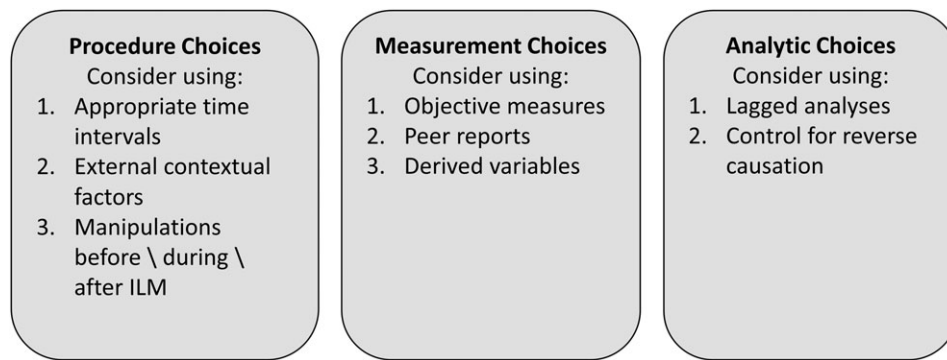 Procedure Choices
Consider using:
1. Appropriate time
intervals
2. External contextual
factors
3. Manipulations
before \ during \
after ILM
Measurement Choices
Consider using:
1. Objective measures
2. Peer reports
3. Derived variables
Analytic Choices
Consider using:
1. Lagged analyses
2. Control for reverse
causation